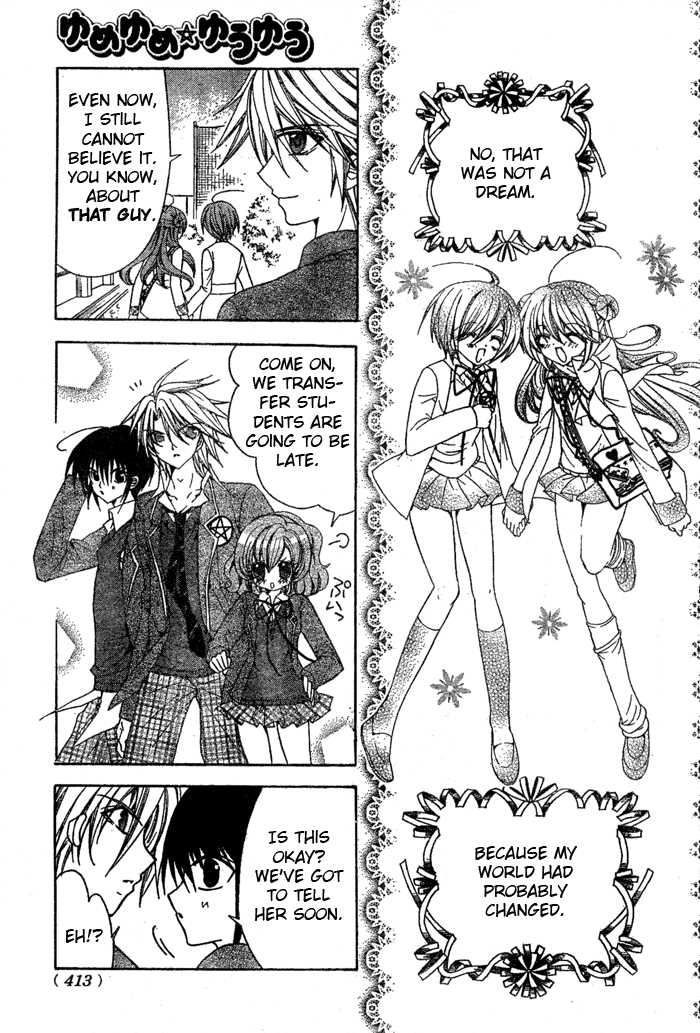 ゆめゆめ☆ゆうゆう
NO, THAT
WAS NOT A
DREAM.
BECAUSE MY
WORLD HAD
PROBABLY
CHANGED.
EVEN NOW,
I STILL
CANNOT
BELIEVE IT.
YOU KNOW,
ABOUT
THAT GUY.
COME ON,
WE TRANS-
FER STU-
DENTS ARE
GOING TO BE
LATE.
ぷいっ
IS THIS
OKAY?
WE'VE GOT
TO TELL
HER SOON.
EH!?
( 413 )